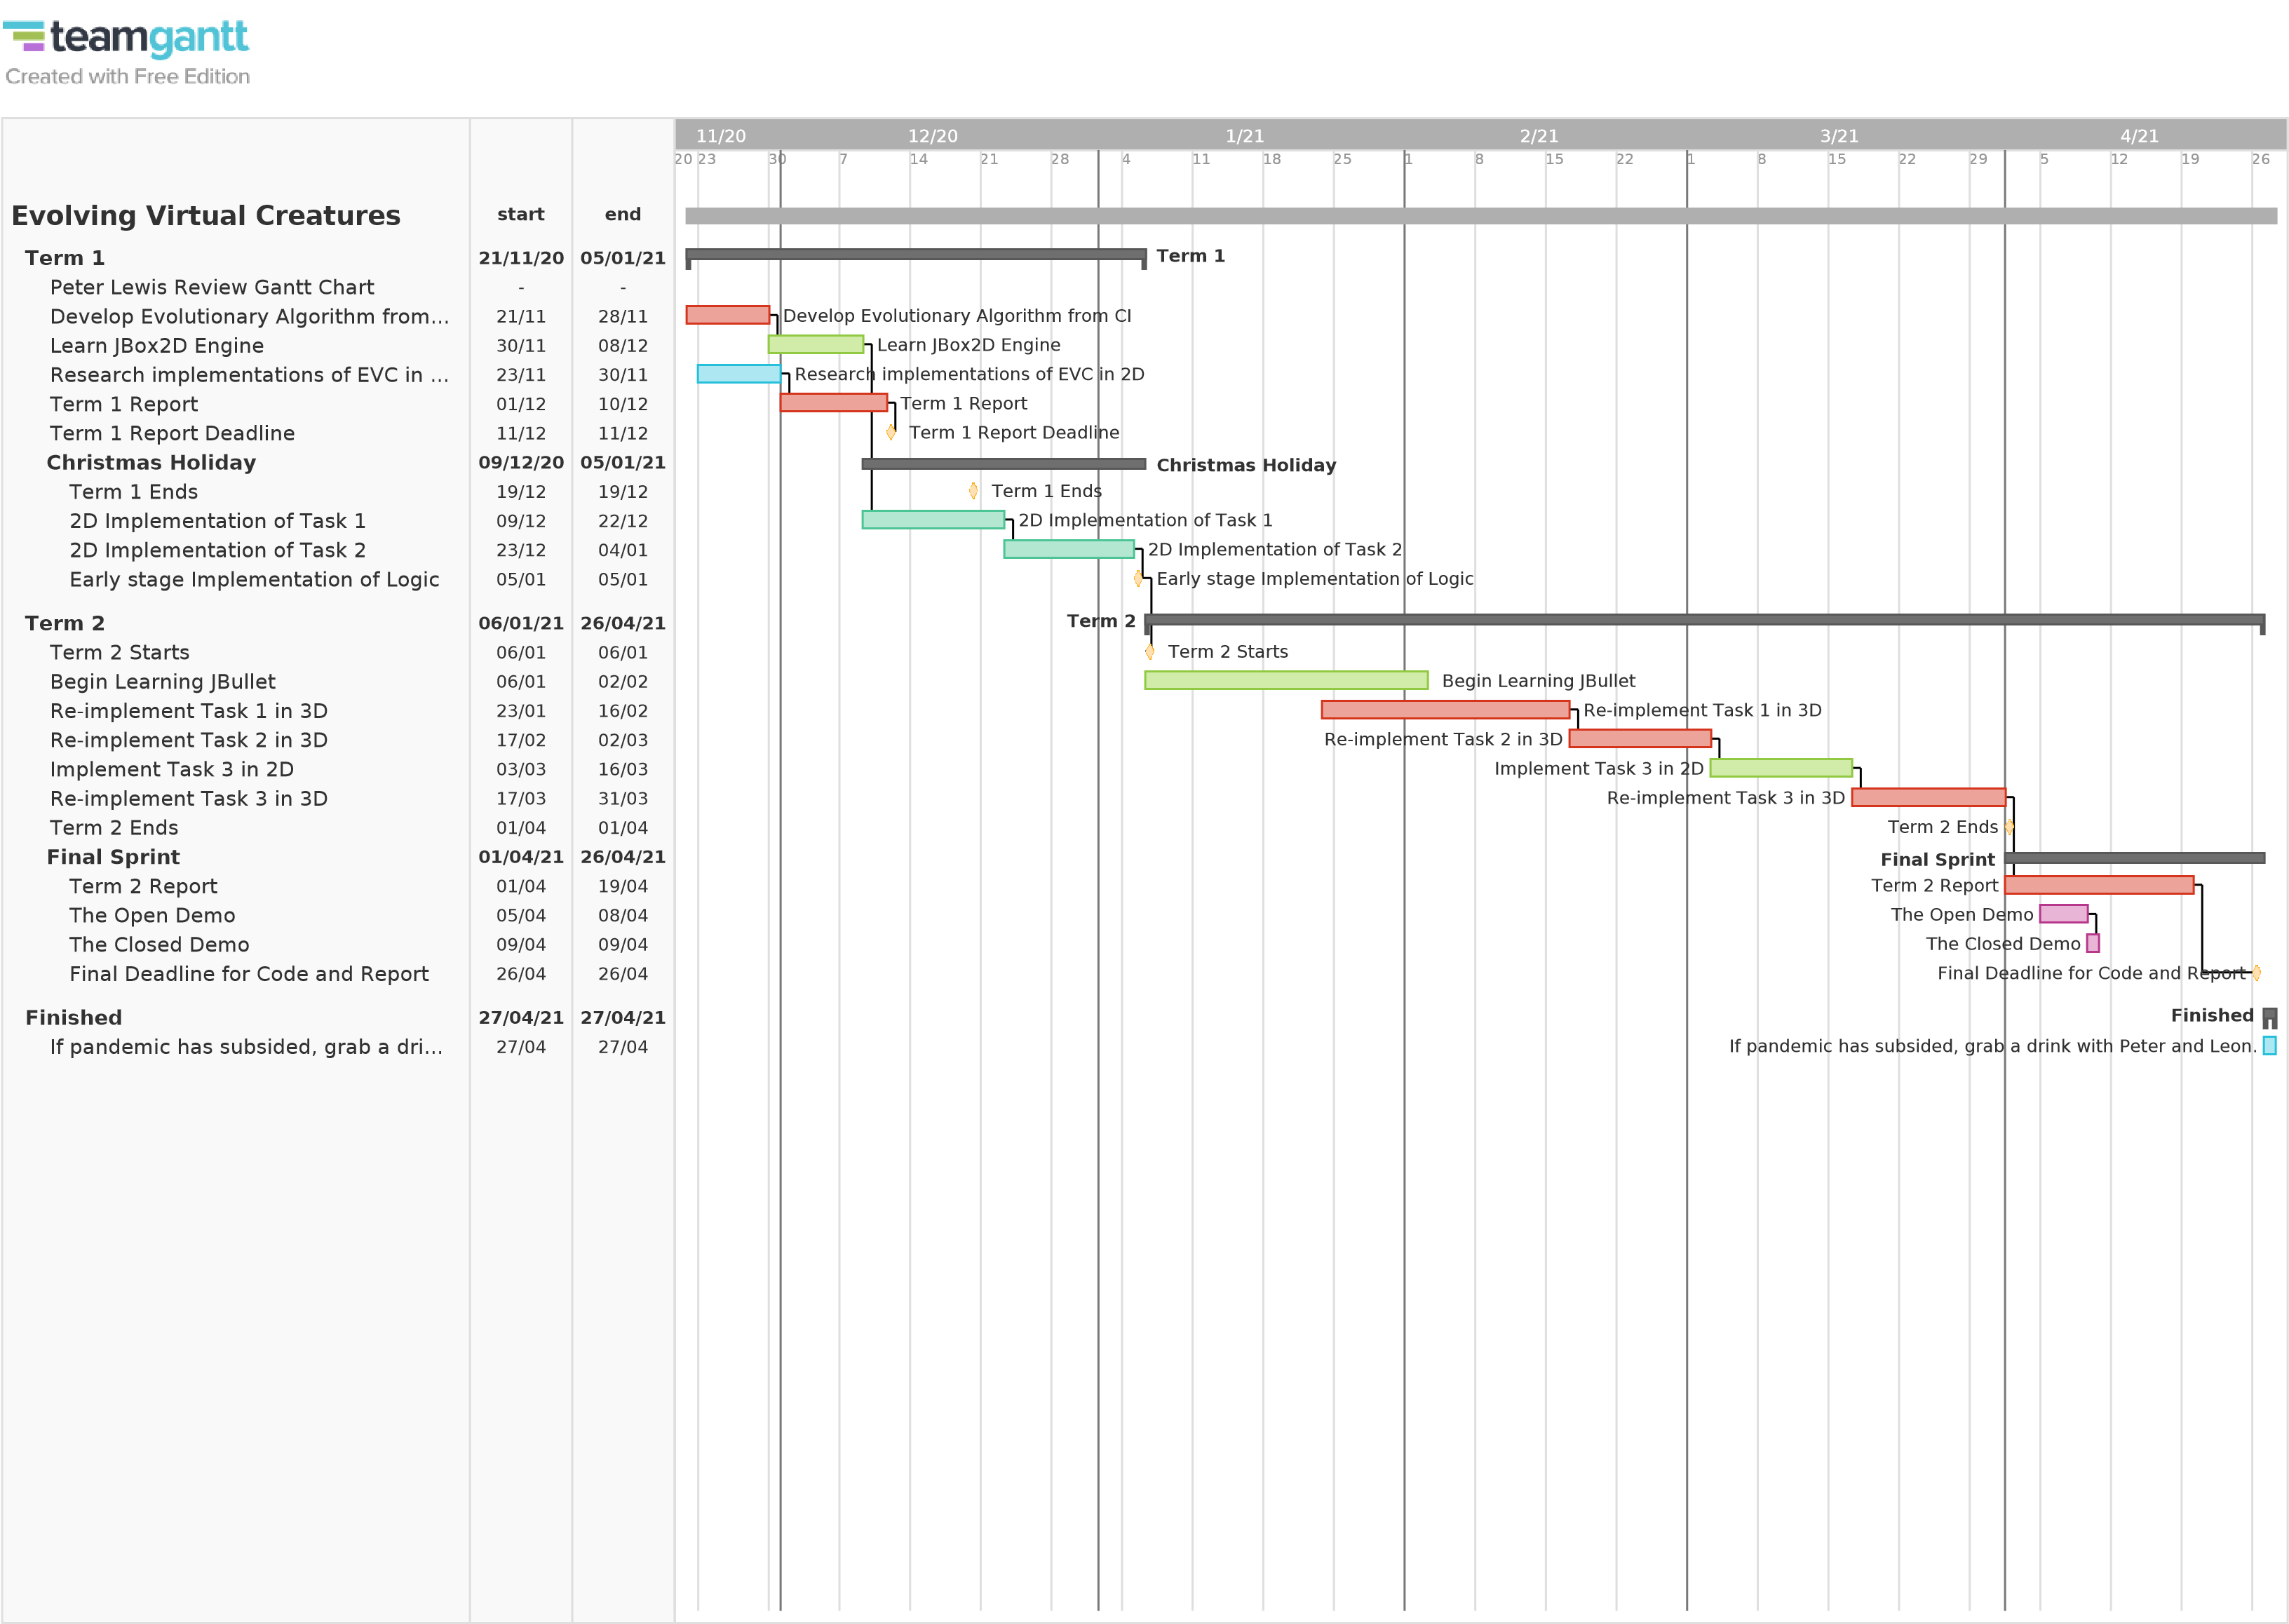 teamgantt
Created with Free Edition
11/20 12/20 1/21 2/21 3/21 4/21
20 23 30 7 14 21 28 4 11 18 25 1 8 15 22 1 8 15 22 29 5 12 19 26
Evolving Virtual Creatures start end
Term 1 21/11/20 05/01/21 Term 1
Peter Lewis Review Gantt Chart - -
Develop Evolutionary Algorithm from... 21/11 28/11 Develop Evolutionary Algorithm from CI
Learn JBox2D Engine 30/11 08/12 Learn JBox2D Engine
Research implementations of EVC in ... 23/11 30/11 Research implementations of EVC in 2D
Term 1 Report 01/12 10/12 Term 1 Report
Term 1 Report Deadline 11/12 11/12 Term 1 Report Deadline
Christmas Holiday 09/12/20 05/01/21 Christmas Holiday
Term 1 Ends 19/12 19/12 Term 1 Ends
2D Implementation of Task 1 09/12 22/12 2D Implementation of Task 1
2D Implementation of Task 2 23/12 04/01 2D Implementation of Task 2
Early stage Implementation of Logic 05/01 05/01 Early stage Implementation of Logic
Term 2 06/01/21 26/04/21 Term 2
Term 2 Starts 06/01 06/01 Term 2 Starts
Begin Learning JBullet 06/01 02/02 Begin Learning JBullet
Re-implement Task 1 in 3D 23/01 16/02 Re-implement Task 1 in 3D
Re-implement Task 2 in 3D 17/02 02/03 Re-implement Task 2 in 3D
Implement Task 3 in 2D 03/03 16/03 Implement Task 3 in 2D
Re-implement Task 3 in 3D 17/03 31/03 Re-implement Task 3 in 3D
Term 2 Ends 01/04 01/04 Term 2 Ends
Final Sprint 01/04/21 26/04/21 Final Sprint
Term 2 Report 01/04 19/04 Term 2 Report
The Open Demo 05/04 08/04 The Open Demo
The Closed Demo 09/04 09/04 The Closed Demo
Final Deadline for Code and Report 26/04 26/04 Final Deadline for Code and Report
Finished 27/04/21 27/04/21 Finished
If pandemic has subsided, grab a dri... 27/04 27/04 If pandemic has subsided, grab a drink with Peter and Leon.